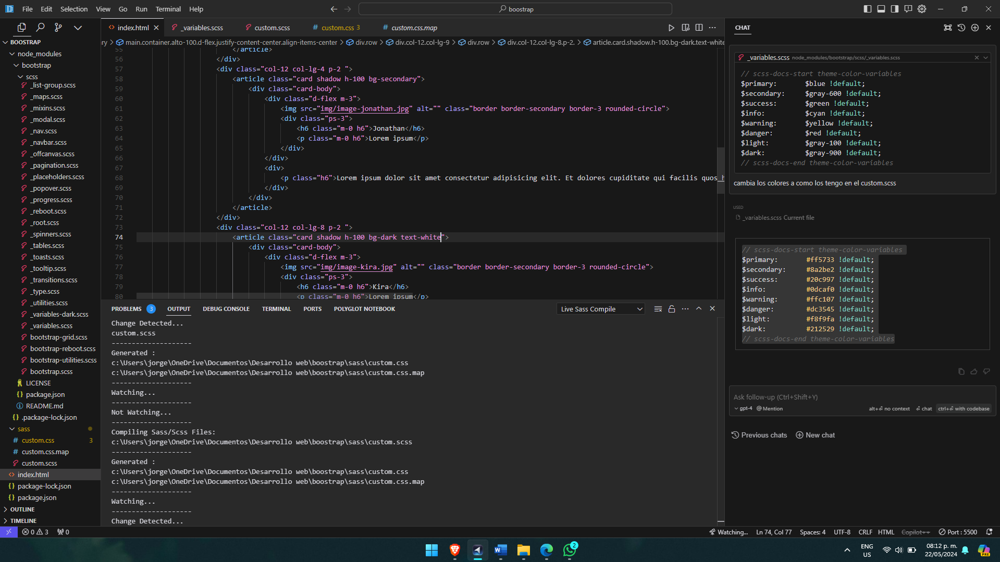 File Edit Selection View Go Run Terminal Help
boostrap
index.html
_variables.scss
custom.scss
# custom.css 3
# custom.css.map
BOOSTRAP
node_modules
bootstrap
scss
_list-group.scss
_maps.scss
_mixins.scss
_modal.scss
_nav.scss
_navbar.scss
_offcanvas.scss
_pagination.scss
_placeholders.scss
_popover.scss
_progress.scss
_reboot.scss
_root.scss
_spinners.scss
_tables.scss
_toasts.scss
_tooltip.scss
_transitions.scss
_type.scss
_utilities.scss
_variables-dark.scss
_variables.scss
bootstrap-grid.scss
bootstrap-reboot.scss
bootstrap-utilities.scss
bootstrap.scss
LICENSE
{} package.json
README.md
{} .package-lock.json
sass
# custom.css 3
# custom.css.map
custom.scss
<> index.html
{} package-lock.json
{} package.json
OUTLINE
TIMELINE
ry > main.container.alto-100.d-flex.justify-content-center.align-items-center > div.row > div.col-12.col-lg-9 > div.row > div.col-12.col-lg-8.p-2. > article.card.shadow.h-100.bg-dark.text-white
55 </article>
56 </div>
57 <div class="col-12 col-lg-4 p-2 ">
58 <article class="card shadow h-100 bg-secondary">
59 <div class="card-body">
60 <div class="d-flex m-3">
61 <img src="img/image-jonathan.jpg" alt="" class="border border-secondary border-3 rounded-circle">
62 <div class="ps-3">
63 <h6 class="m-0 h6">Jonathan</h6>
64 <p class="m-0 h6">Lorem ipsum</p>
65 </div>
66 </div>
67 <div>
68 <p class="h6">Lorem ipsum dolor sit amet consectetur adipisicing elit. Et dolores cupiditate qui facilis quos h
69 </div>
70 </div>
71 </article>
72 </div>
73 <div class="col-12 col-lg-8 p-2 ">
74 <article class="card shadow h-100 bg-dark text-white">
75 <div class="card-body">
76 <div class="d-flex m-3">
77 <img src="img/image-kira.jpg" alt="" class="border border-secondary border-3 rounded-circle">
78 <div class="ps-3">
79 <h6 class="m-0 h6">Kira</h6>
80 <p class="m-0 h6">Lorem ipsum</p>
PROBLEMS 3 OUTPUT DEBUG CONSOLE TERMINAL PORTS POLYGLOT NOTEBOOK
Live Sass Compile
Change Detected...
custom.scss
--------------------
Generated :
c:\Users\jorge\OneDrive\Documentos\Desarrollo web\boostrap\sass\custom.css
c:\Users\jorge\OneDrive\Documentos\Desarrollo web\boostrap\sass\custom.css.map
--------------------
Watching...
--------------------
Not Watching...
--------------------
Compiling Sass/Scss Files:
c:\Users\jorge\OneDrive\Documentos\Desarrollo web\boostrap\sass\custom.scss
--------------------
Generated :
c:\Users\jorge\OneDrive\Documentos\Desarrollo web\boostrap\sass\custom.css
c:\Users\jorge\OneDrive\Documentos\Desarrollo web\boostrap\sass\custom.css.map
--------------------
Watching...
--------------------
Change Detected...
CHAT
_variables.scss node_modules/bootstrap/scss/_variables.scss
// scss-docs-start theme-color-variables
$primary: $blue !default;
$secondary: $gray-600 !default;
$success: $green !default;
$info: $cyan !default;
$warning: $yellow !default;
$danger: $red !default;
$light: $gray-100 !default;
$dark: $gray-900 !default;
// scss-docs-end theme-color-variables
cambia los colores a como los tengo en el custom.scss
USED
_variables.scss Current file
// scss-docs-start theme-color-variables
$primary: #ff5733 !default;
$secondary: #8a2be2 !default;
$success: #20c997 !default;
$info: #0dcaf0 !default;
$warning: #ffc107 !default;
$danger: #dc3545 !default;
$light: #f8f9fa !default;
$dark: #212529 !default;
// scss-docs-end theme-color-variables
Ask follow-up (Ctrl+Shift+Y)
gpt-4 @ Mention alt+⏎ no context ⏎ chat ctrl+⏎ with codebase
Previous chats New chat
0 3 0
Watching... Ln 74, Col 77 Spaces: 4 UTF-8 CRLF HTML Copilot++ Port : 5500
2
ENG
US
08:12 p. m.
22/05/2024
PRE